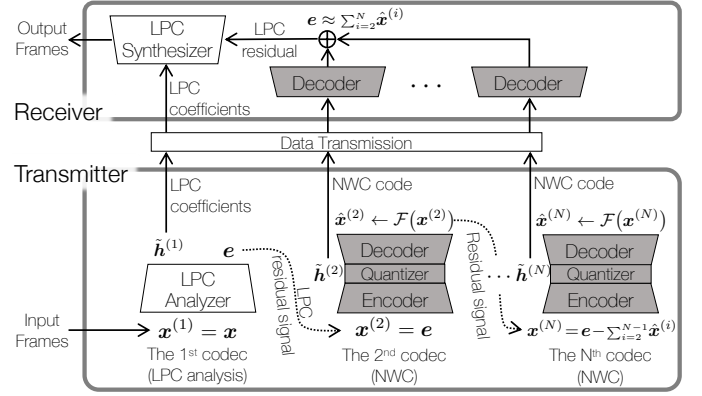 Output
Frames
LPC
Synthesizer
LPC
residual
e ≈ ∑_{i=2}^{N} x̂^{(i)}
⊕
Decoder
· · ·
Decoder
LPC
coefficients
Receiver
Data Transmission
Transmitter
LPC
coefficients
NWC code
NWC code
x̂^{(2)} ← F(x^{(2)})
x̂^{(N)} ← F(x^{(N)})
h̃^{(1)}
e
LPC
residual signal
h̃^{(2)}
Decoder
Quantizer
Encoder
Residual signal
· · ·
h̃^{(N)}
Decoder
Quantizer
Encoder
LPC
Analyzer
Input
Frames
x^{(1)} = x
x^{(2)} = e
x^{(N)} = e − ∑_{i=2}^{N−1} x̂^{(i)}
The 1st codec
(LPC analysis)
The 2nd codec
(NWC)
The Nth codec
(NWC)